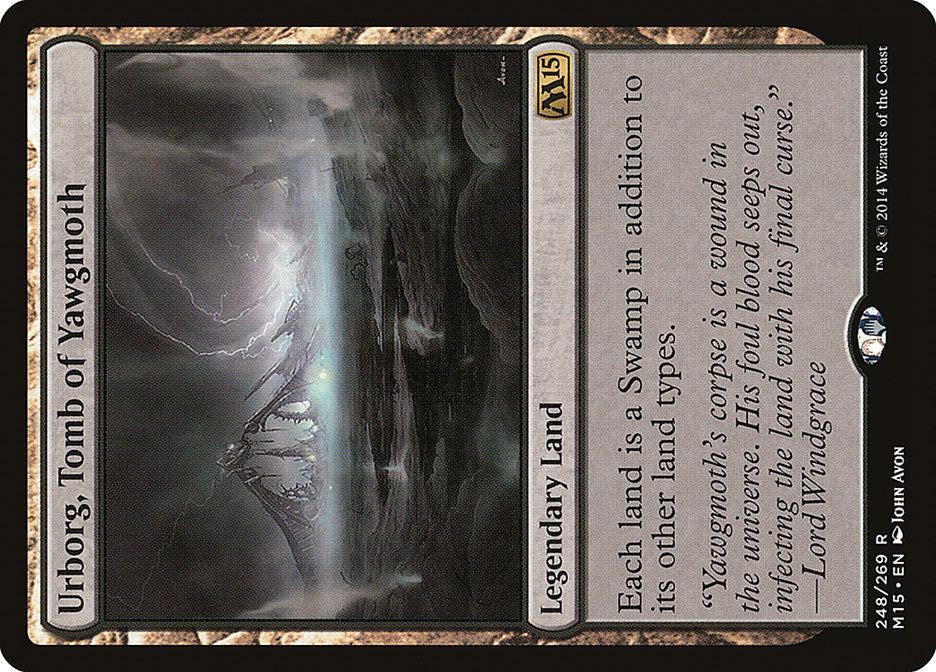 Urborg, Tomb of Yawgmoth
Avon-
Legendary Land
M15
Each land is a Swamp in addition to
its other land types.
“Yawgmoth’s corpse is a wound in
the universe. His foul blood seeps out,
infecting the land with his final curse.”
—Lord Windgrace
248/269 R
M15 • EN JOHN AVON
™ & © 2014 Wizards of the Coast